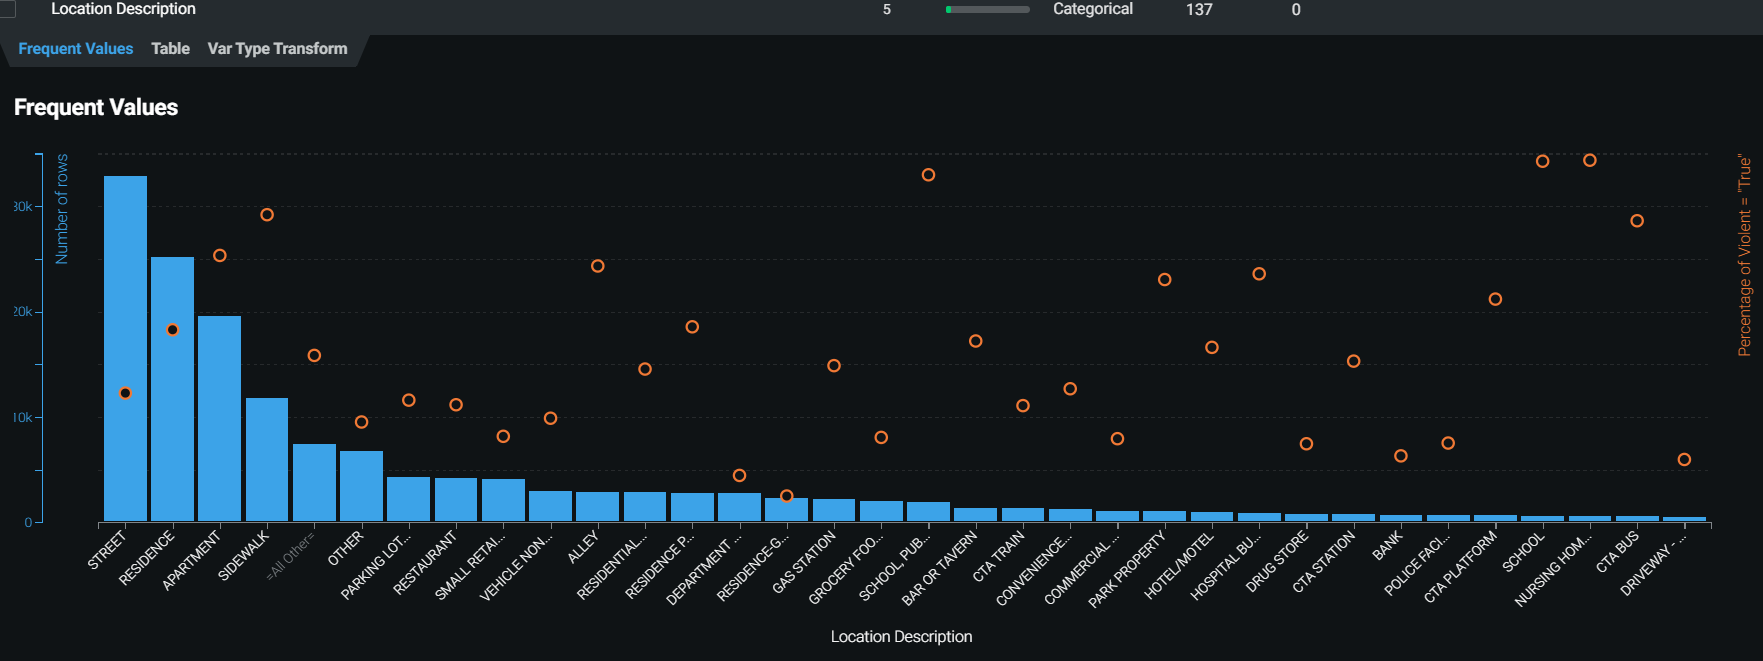 Location Description 5 Categorical 137 0
Frequent Values Table Var Type Transform
Frequent Values
Number of rows
30k
20k
10k
0
Percentage of Violent = "True"
STREET
RESIDENCE
APARTMENT
SIDEWALK
=All Other=
OTHER
PARKING LOT...
RESTAURANT
SMALL RETAI...
VEHICLE NON...
ALLEY
RESIDENTIAL...
RESIDENCE P...
DEPARTMENT ...
RESIDENCE-G...
GAS STATION
GROCERY FOO...
SCHOOL, PUB...
BAR OR TAVERN
CTA TRAIN
CONVENIENCE...
COMMERCIAL ...
PARK PROPERTY
HOTEL/MOTEL
HOSPITAL BU...
DRUG STORE
CTA STATION
BANK
POLICE FACI...
CTA PLATFORM
SCHOOL
NURSING HOM...
CTA BUS
DRIVEWAY - ...
Location Description